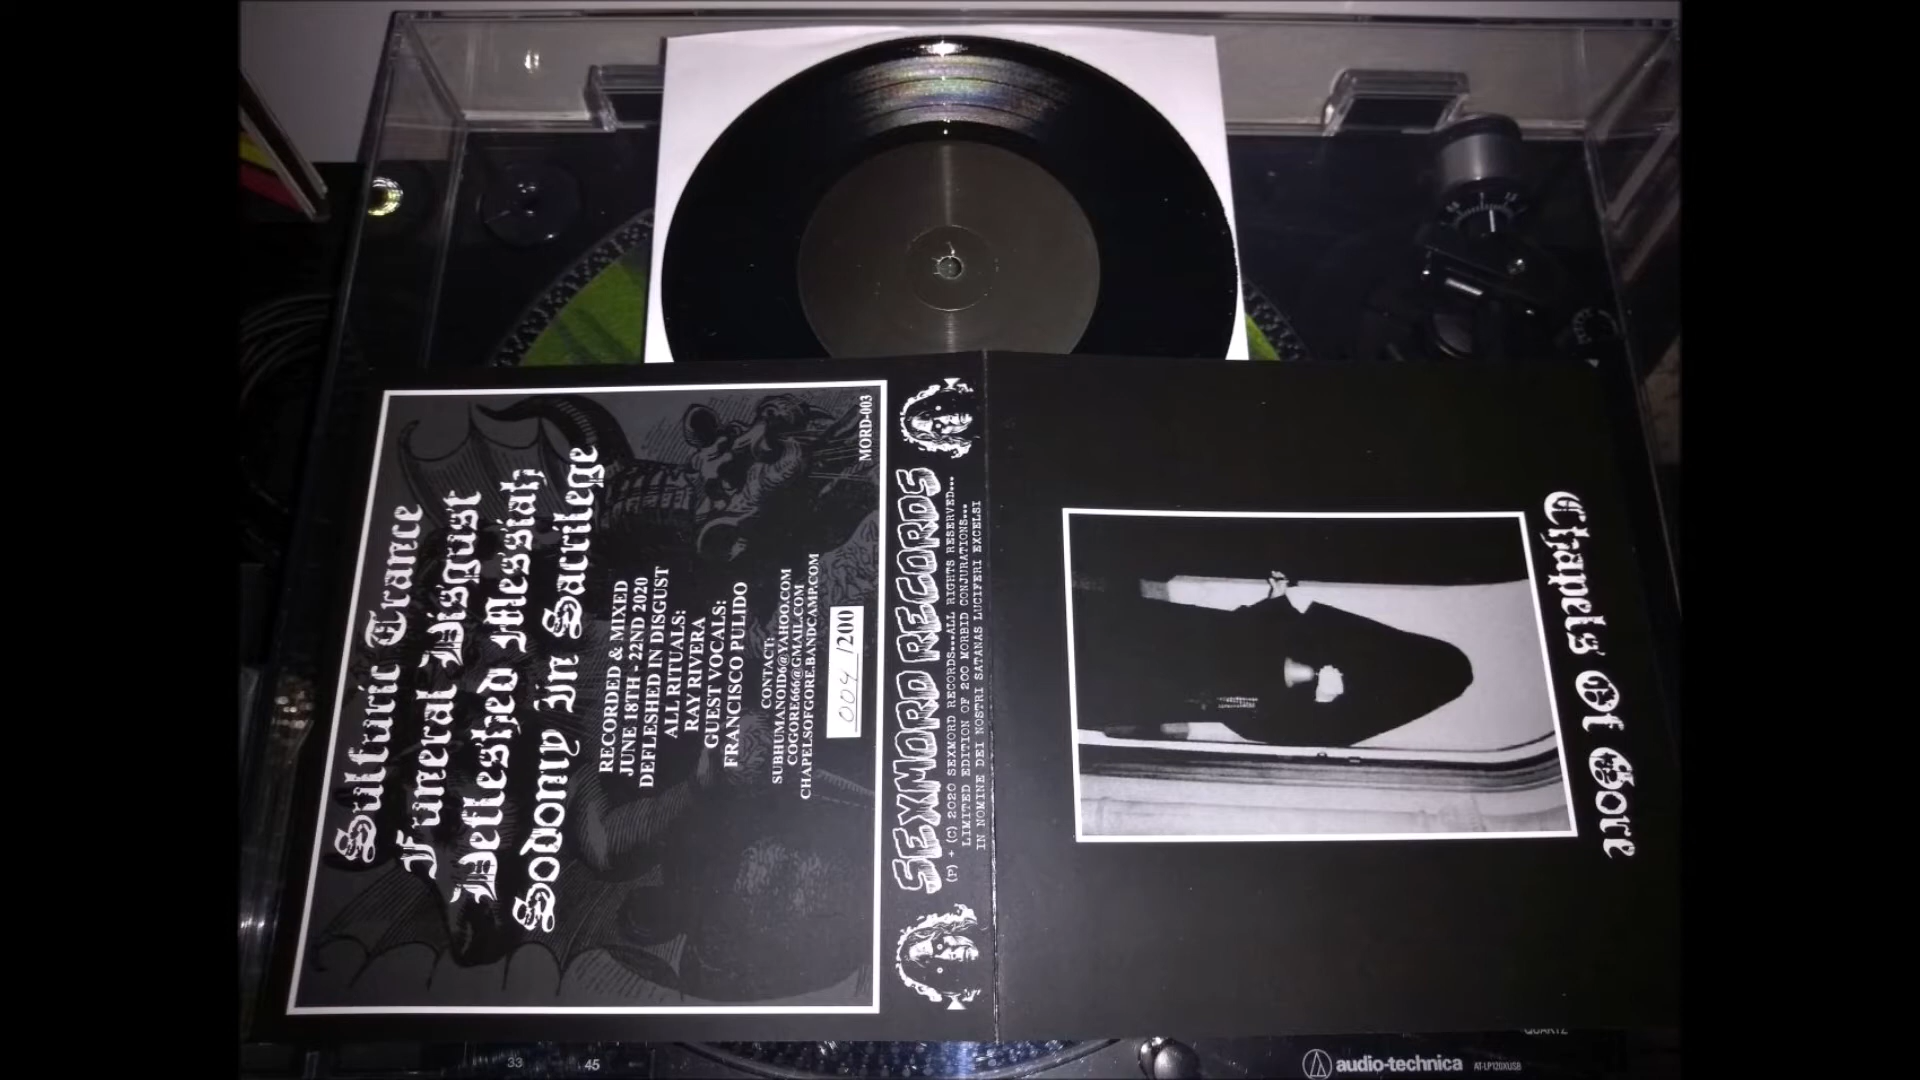 Sulfuric Trance
Funeral Disgust
Defleshed Messiah
Sodomy In Sacrilege
RECORDED & MIXED
JUNE 18TH - 22ND 2020
DEFLESHED IN DISGUST
ALL RITUALS:
RAY RIVERA
GUEST VOCALS:
FRANCISCO PULIDO
CONTACT:
SUBHUMANOID6@YAHOO.COM
COGORE666@GMAIL.COM
CHAPELSOFGORE.BANDCAMP.COM
004 /200
MORD-003
SEXMORD RECORDS
(P) + (C) 2020 SEXMORD RECORDS...ALL RIGHTS RESERVED...
LIMITED EDITION OF 200 MORBID CONJURATIONS...
IN NOMINE DEI NOSTRI SATANAS LUCIFERI EXCELSI
Chapels Of Gore
33 45
QUARTZ
audio-technica AT-LP120XUSB